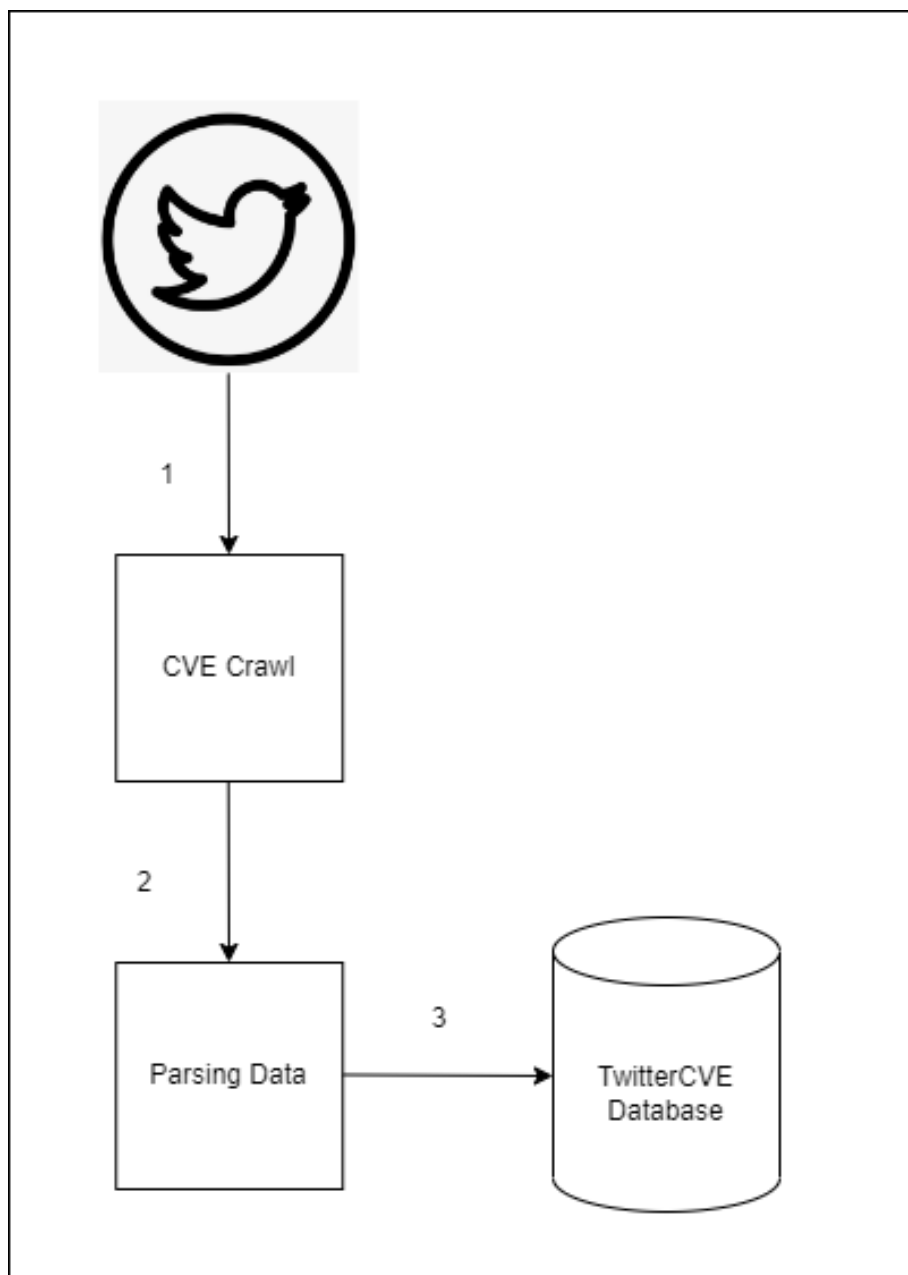 1
CVE Crawl
2
Parsing Data
3
TwitterCVE
Database